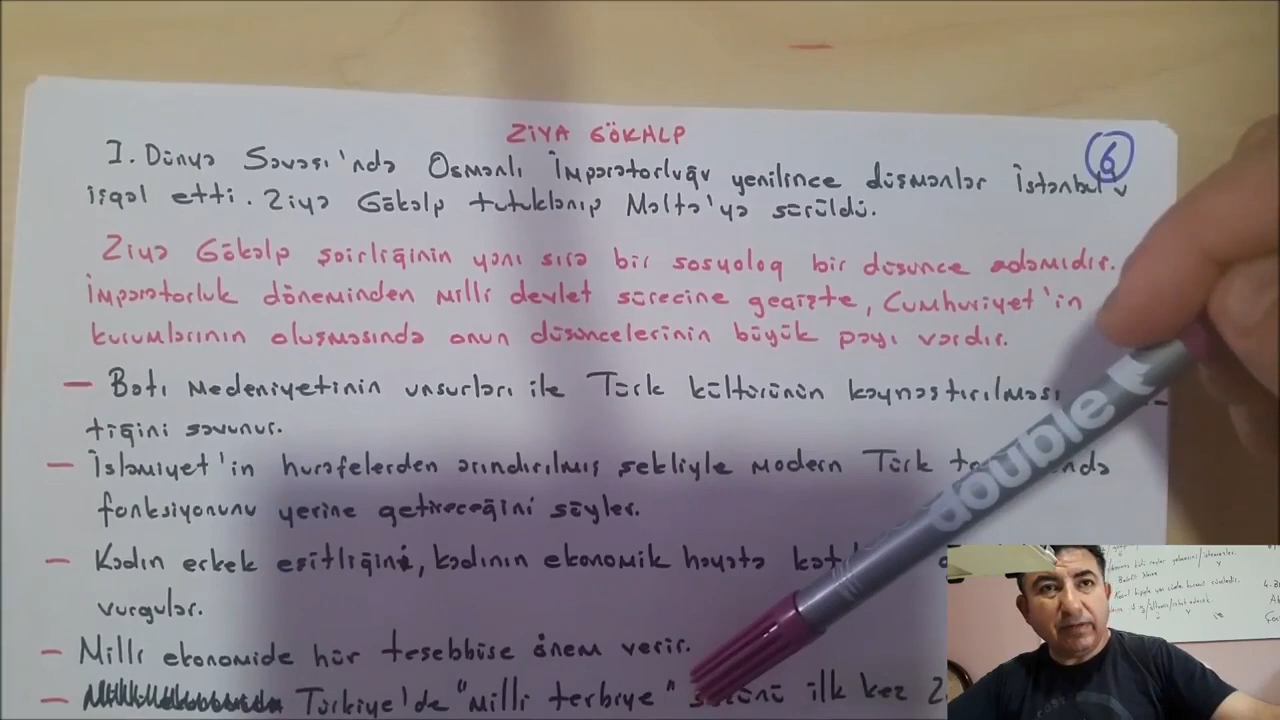 ZİYA GÖKALP
6
I. Dünya Savaşı'nda Osmanlı İmparatorluğu yenilince düşmanlar İstanbul'u
işgal etti. Ziya Gökalp tutuklanıp Malta'ya sürüldü.
Ziya Gökalp şairliğinin yanı sıra bir sosyolog bir düşünce adamıdır.
İmparatorluk döneminden milli devlet sürecine geçişte, Cumhuriyet'in
kurumlarının oluşmasında onun düşüncelerinin büyük payı vardır.
— Batı medeniyetinin unsurları ile Türk kültürünün kaynaştırılması
tiğini savunur.
— İslamiyet'in hurafelerden arındırılmış şekliyle modern Türk
fonksiyonunu yerine getireceğini söyler.
— Kadın erkek eşitliğini, kadının ekonomik hayata
vurgular.
— Milli ekonomide hür teşebbüse önem verir.
— Türkiye'de "milli terbiye" sözünü ilk kez
double